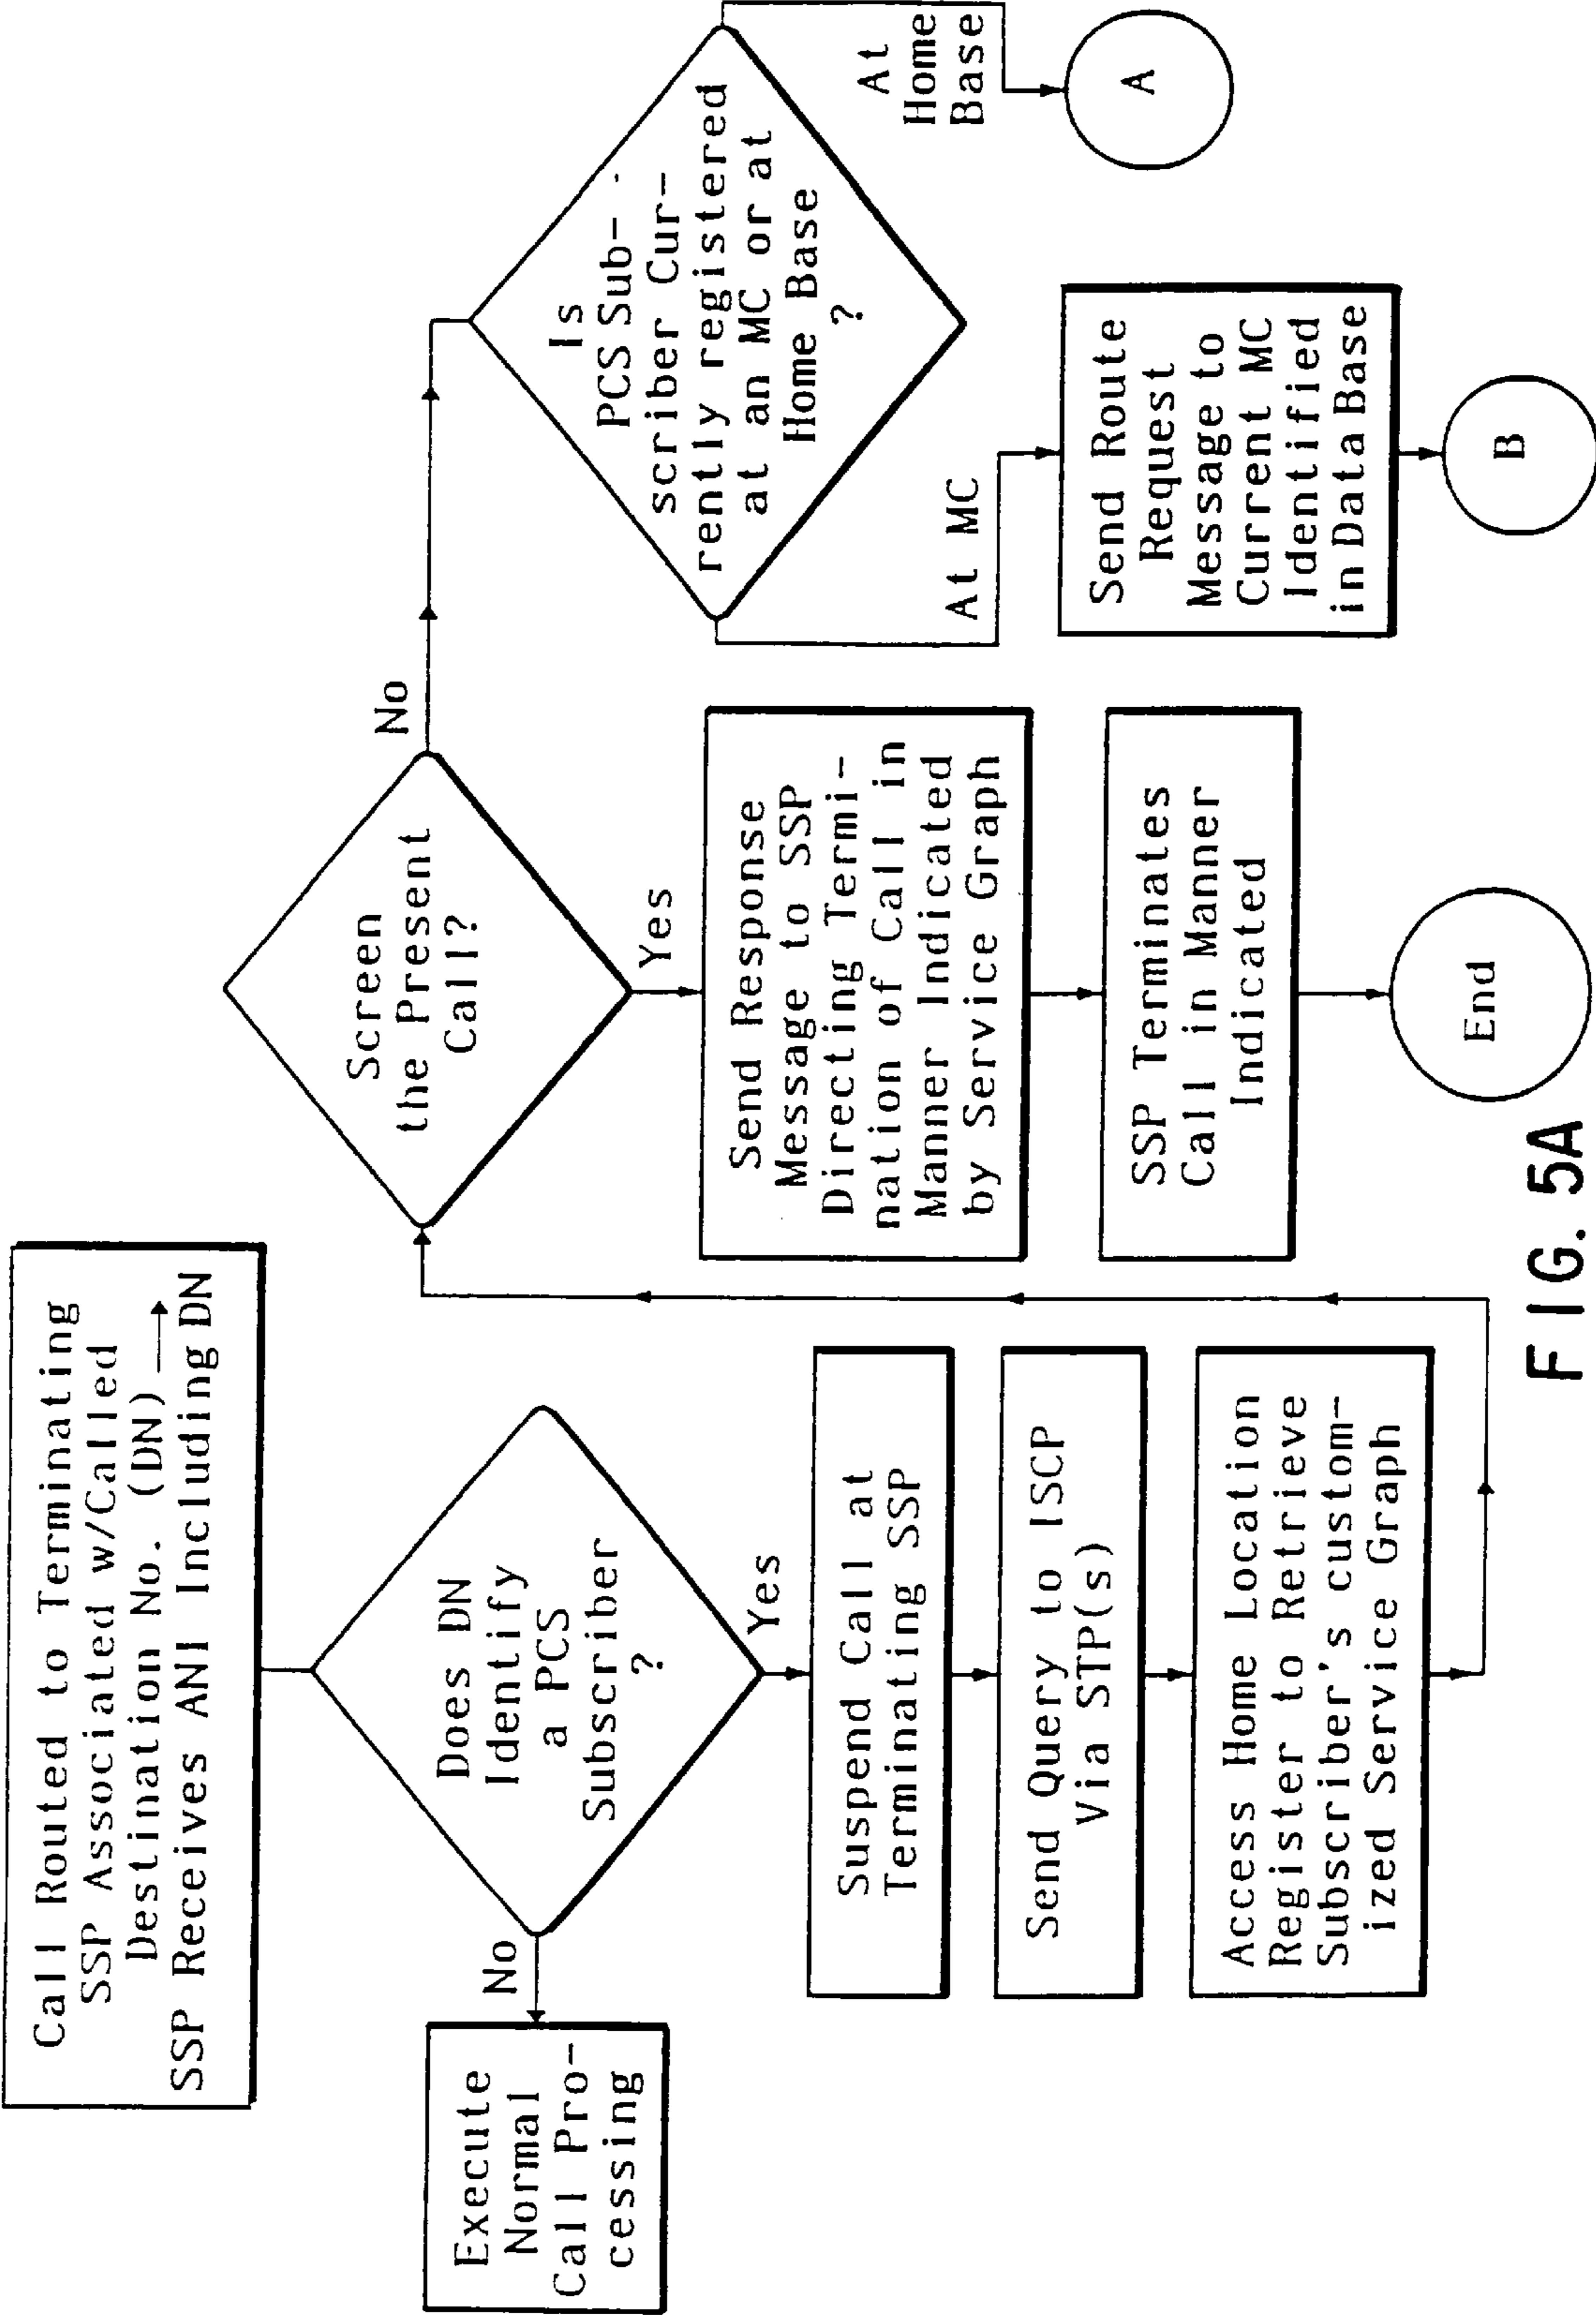 Call Routed to Terminating
SSP Associated w/Called
Destination No. (DN) →
SSP Receives ANI Including DN
Does DN
Identify
a PCS
Subscriber
?
No
Execute
Normal
Call Pro-
cessing
Yes
Suspend Call at
Terminating SSP
Send Query to ISCP
Via STP(s)
Access Home Location
Register to Retrieve
Subscriber's custom-
ized Service Graph
Screen
the Present
Call?
Yes
Send Response
Message to SSP
Directing Termi-
nation of Call in
Manner Indicated
by Service Graph
SSP Terminates
Call in Manner
Indicated
End
No
Is
PCS Sub-
scriber Cur-
rently registered
at an MC or at
Home Base
?
At MC
Send Route
Request
Message to
Current MC
Identified
in Data Base
B
At
Home
Base
A
FIG. 5A